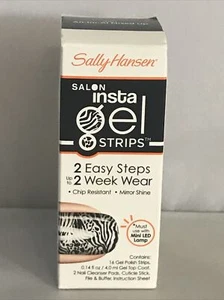 Sally Hansen
SALON
insta
gel
STRIPS™
2 Easy Steps
Up to 2 Week Wear
• Chip Resistant • Mirror Shine
*Must
use with
MINI LED
Lamp
Contains:
16 Gel Polish Strips,
0.14 fl oz / 4.0 ml Gel Top Coat,
2 Nail Cleanser Pads, Cuticle Stick,
File & Buffer, Instruction Sheet